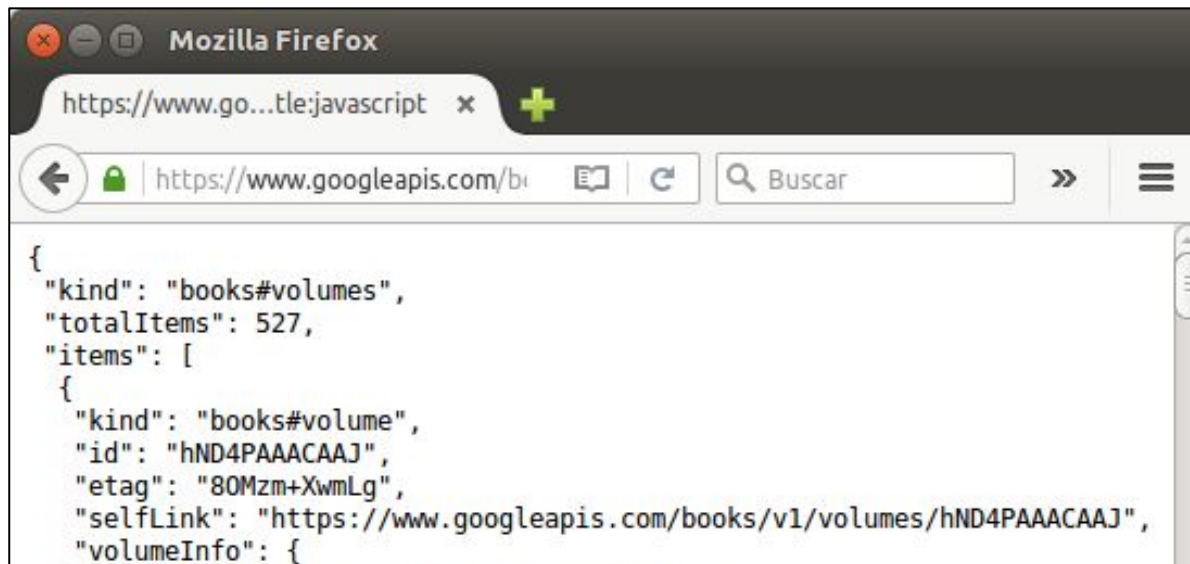 Mozilla Firefox
https://www.go...tle:javascript
https://www.googleapis.com/b
Buscar
{
"kind": "books#volumes",
"totalItems": 527,
"items": [
{
"kind": "books#volume",
"id": "hND4PAAACAAJ",
"etag": "8OMzm+XwmLg",
"selfLink": "https://www.googleapis.com/books/v1/volumes/hND4PAAACAAJ",
"volumeInfo": {